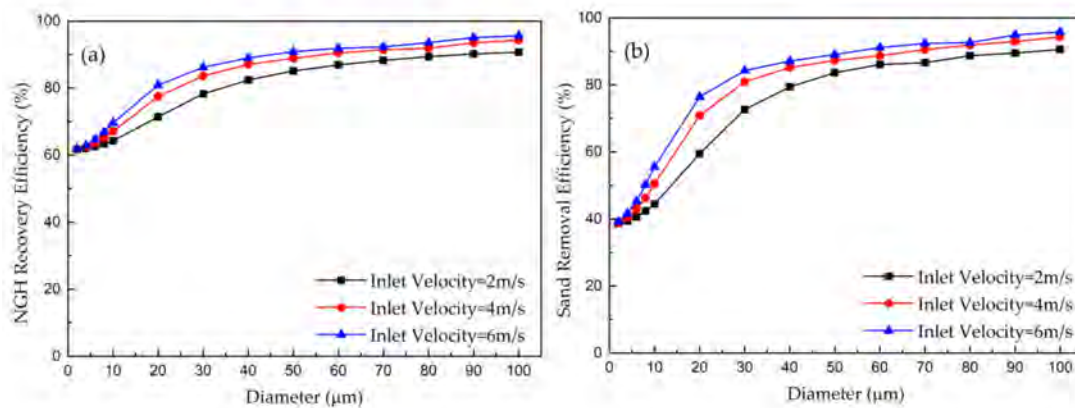 (a)
NGH Recovery Efficiency (%)
100
80
60
40
20
0
Inlet Velocity=2m/s
Inlet Velocity=4m/s
Inlet Velocity=6m/s
0 10 20 30 40 50 60 70 80 90 100
Diameter (μm)
(b)
Sand Removal Efficiency (%)
100
80
60
40
20
0
Inlet Velocity=2m/s
Inlet Velocity=4m/s
Inlet Velocity=6m/s
0 10 20 30 40 50 60 70 80 90 100
Diameter (μm)